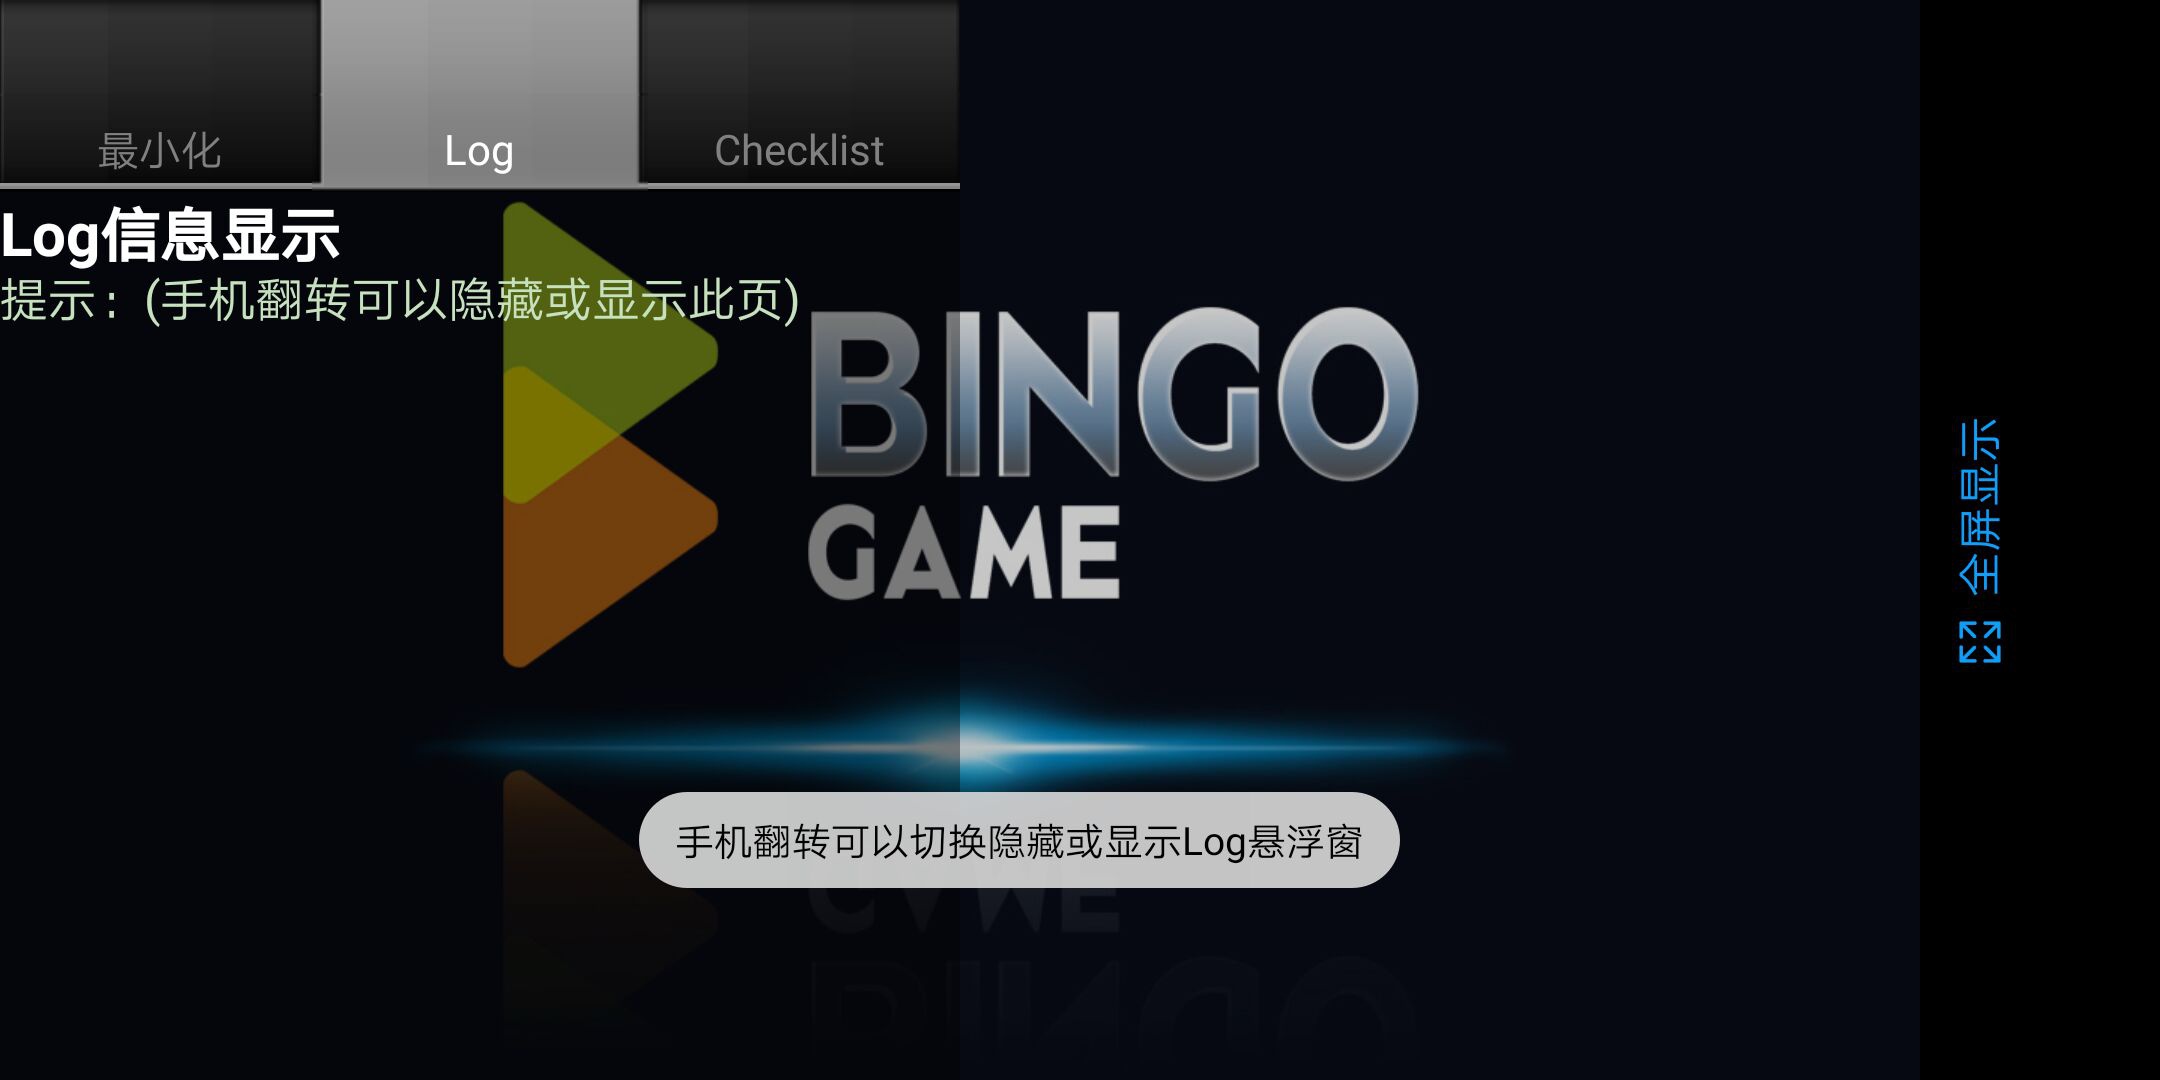 最小化
Log
Checklist
Log信息显示
提示：(手机翻转可以隐藏或显示此页)
BINGO
GAME
手机翻转可以切换隐藏或显示Log悬浮窗
全屏显示